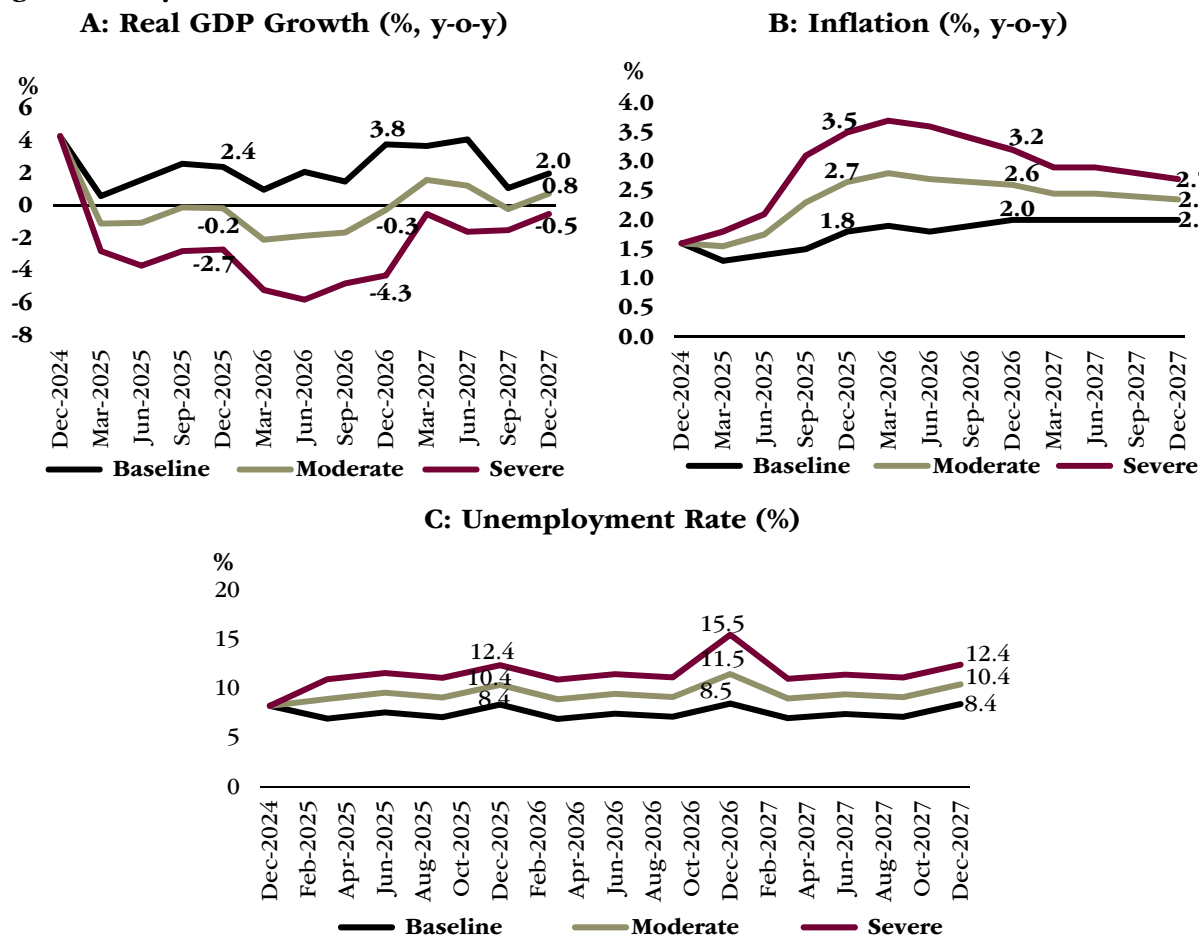 A: Real GDP Growth (%, y-o-y)
%
6
4
2
0
-2
-4
-6
-8
2.4
3.8
2.0
0.8
-0.2
-0.3
-0.5
-2.7
-4.3
Dec-2024
Mar-2025
Jun-2025
Sep-2025
Dec-2025
Mar-2026
Jun-2026
Sep-2026
Dec-2026
Mar-2027
Jun-2027
Sep-2027
Dec-2027
Baseline Moderate Severe
B: Inflation (%, y-o-y)
%
4.0
3.5
3.0
2.5
2.0
1.5
1.0
0.5
0.0
3.5
3.2
2.7
2.6
1.8
2.0
2.
2.
Dec-2024
Mar-2025
Jun-2025
Sep-2025
Dec-2025
Mar-2026
Jun-2026
Sep-2026
Dec-2026
Mar-2027
Jun-2027
Sep-2027
Dec-2027
Baseline Moderate Severe
C: Unemployment Rate (%)
%
20
15
10
5
0
12.4
10.4
8.4
15.5
11.5
8.5
12.4
10.4
8.4
Dec-2024
Feb-2025
Apr-2025
Jun-2025
Aug-2025
Oct-2025
Dec-2025
Feb-2026
Apr-2026
Jun-2026
Aug-2026
Oct-2026
Dec-2026
Feb-2027
Apr-2027
Jun-2027
Aug-2027
Oct-2027
Dec-2027
Baseline Moderate Severe